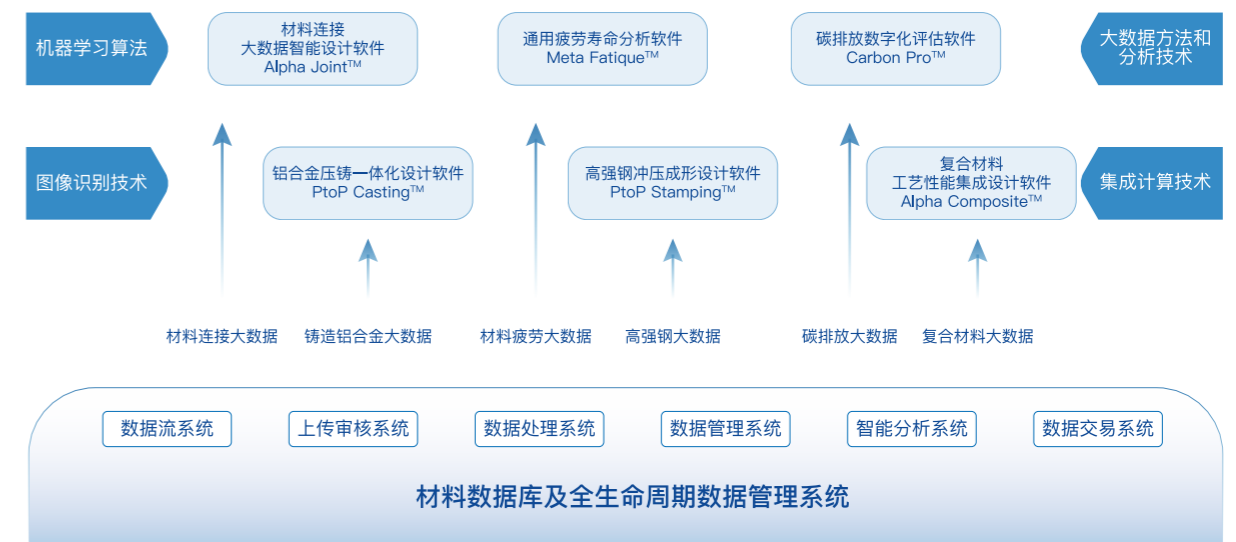 机器学习算法
材料连接
大数据智能设计软件
Alpha Joint™
通用疲劳寿命分析软件
Meta Fatique™
碳排放数字化评估软件
Carbon Pro™
大数据方法和
分析技术
图像识别技术
铝合金压铸一体化设计软件
PtoP Casting™
高强钢冲压成形设计软件
PtoP Stamping™
复合材料
工艺性能集成设计软件
Alpha Composite™
集成计算技术
材料连接大数据
铸造铝合金大数据
材料疲劳大数据
高强钢大数据
碳排放大数据
复合材料大数据
数据流系统
上传审核系统
数据处理系统
数据管理系统
智能分析系统
数据交易系统
材料数据库及全生命周期数据管理系统